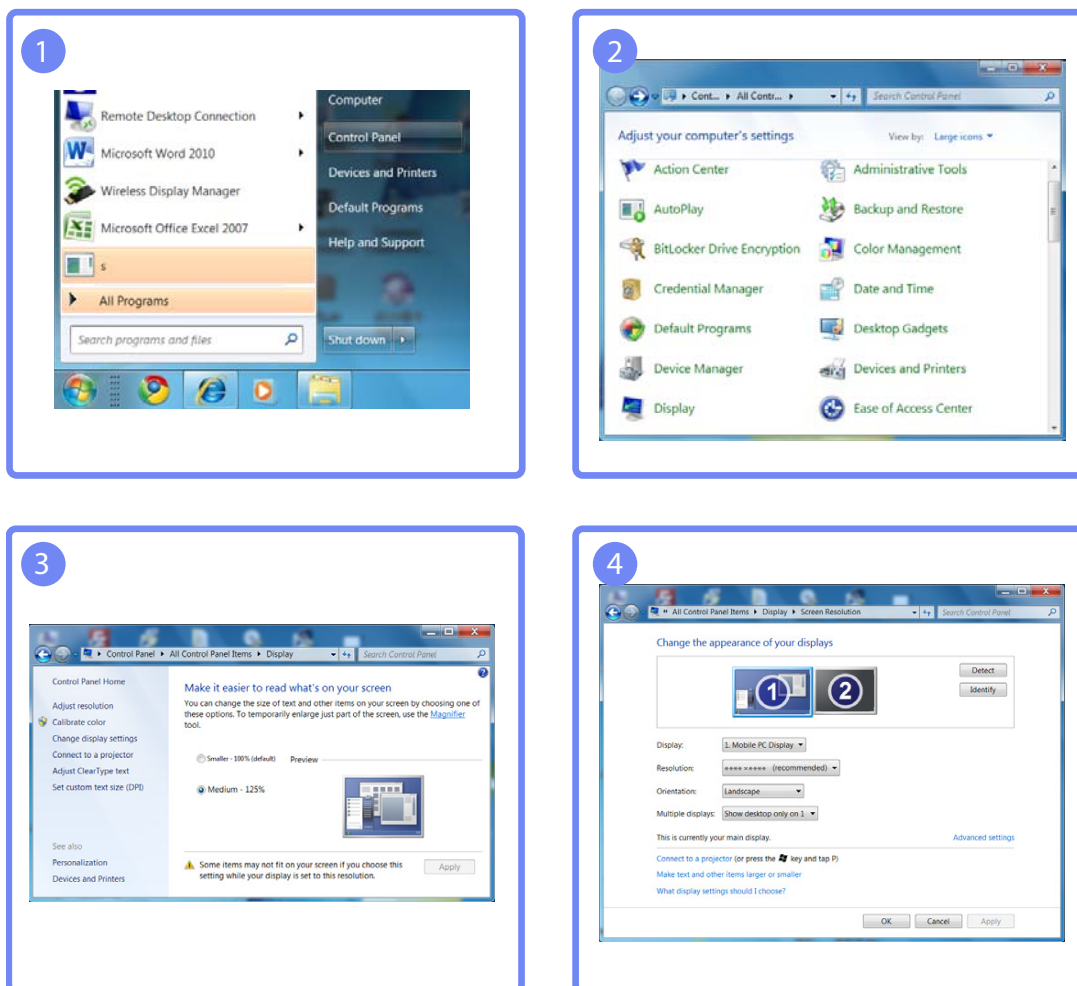 1
Remote Desktop Connection
Microsoft Word 2010
Wireless Display Manager
Microsoft Office Excel 2007
s
All Programs
Search programs and files
Computer
Control Panel
Devices and Printers
Default Programs
Help and Support
Shut down
2
Cont... All Contr...
Search Control Panel
Adjust your computer's settings
View by: Large icons
Action Center
Administrative Tools
AutoPlay
Backup and Restore
BitLocker Drive Encryption
Color Management
Credential Manager
Date and Time
Default Programs
Desktop Gadgets
Device Manager
Devices and Printers
Display
Ease of Access Center
3
Control Panel All Control Panel Items Display
Search Control Panel
Control Panel Home
Adjust resolution
Calibrate color
Change display settings
Connect to a projector
Adjust ClearType text
Set custom text size (DPI)
See also
Personalization
Devices and Printers
Make it easier to read what's on your screen
You can change the size of text and other items on your screen by choosing one of
these options. To temporarily enlarge just part of the screen, use the Magnifier
tool.
Smaller - 100% (default) Preview
Medium - 125%
Some items may not fit on your screen if you choose this
setting while your display is set to this resolution.
Apply
4
All Control Panel Items Display Screen Resolution
Search Control Panel
Change the appearance of your displays
1 2
Detect
Identify
Display: 1. Mobile PC Display
Resolution: **** ×**** (recommended)
Orientation: Landscape
Multiple displays: Show desktop only on 1
This is currently your main display.
Advanced settings
Connect to a projector (or press the key and tap P)
Make text and other items larger or smaller
What display settings should I choose?
OK Cancel Apply